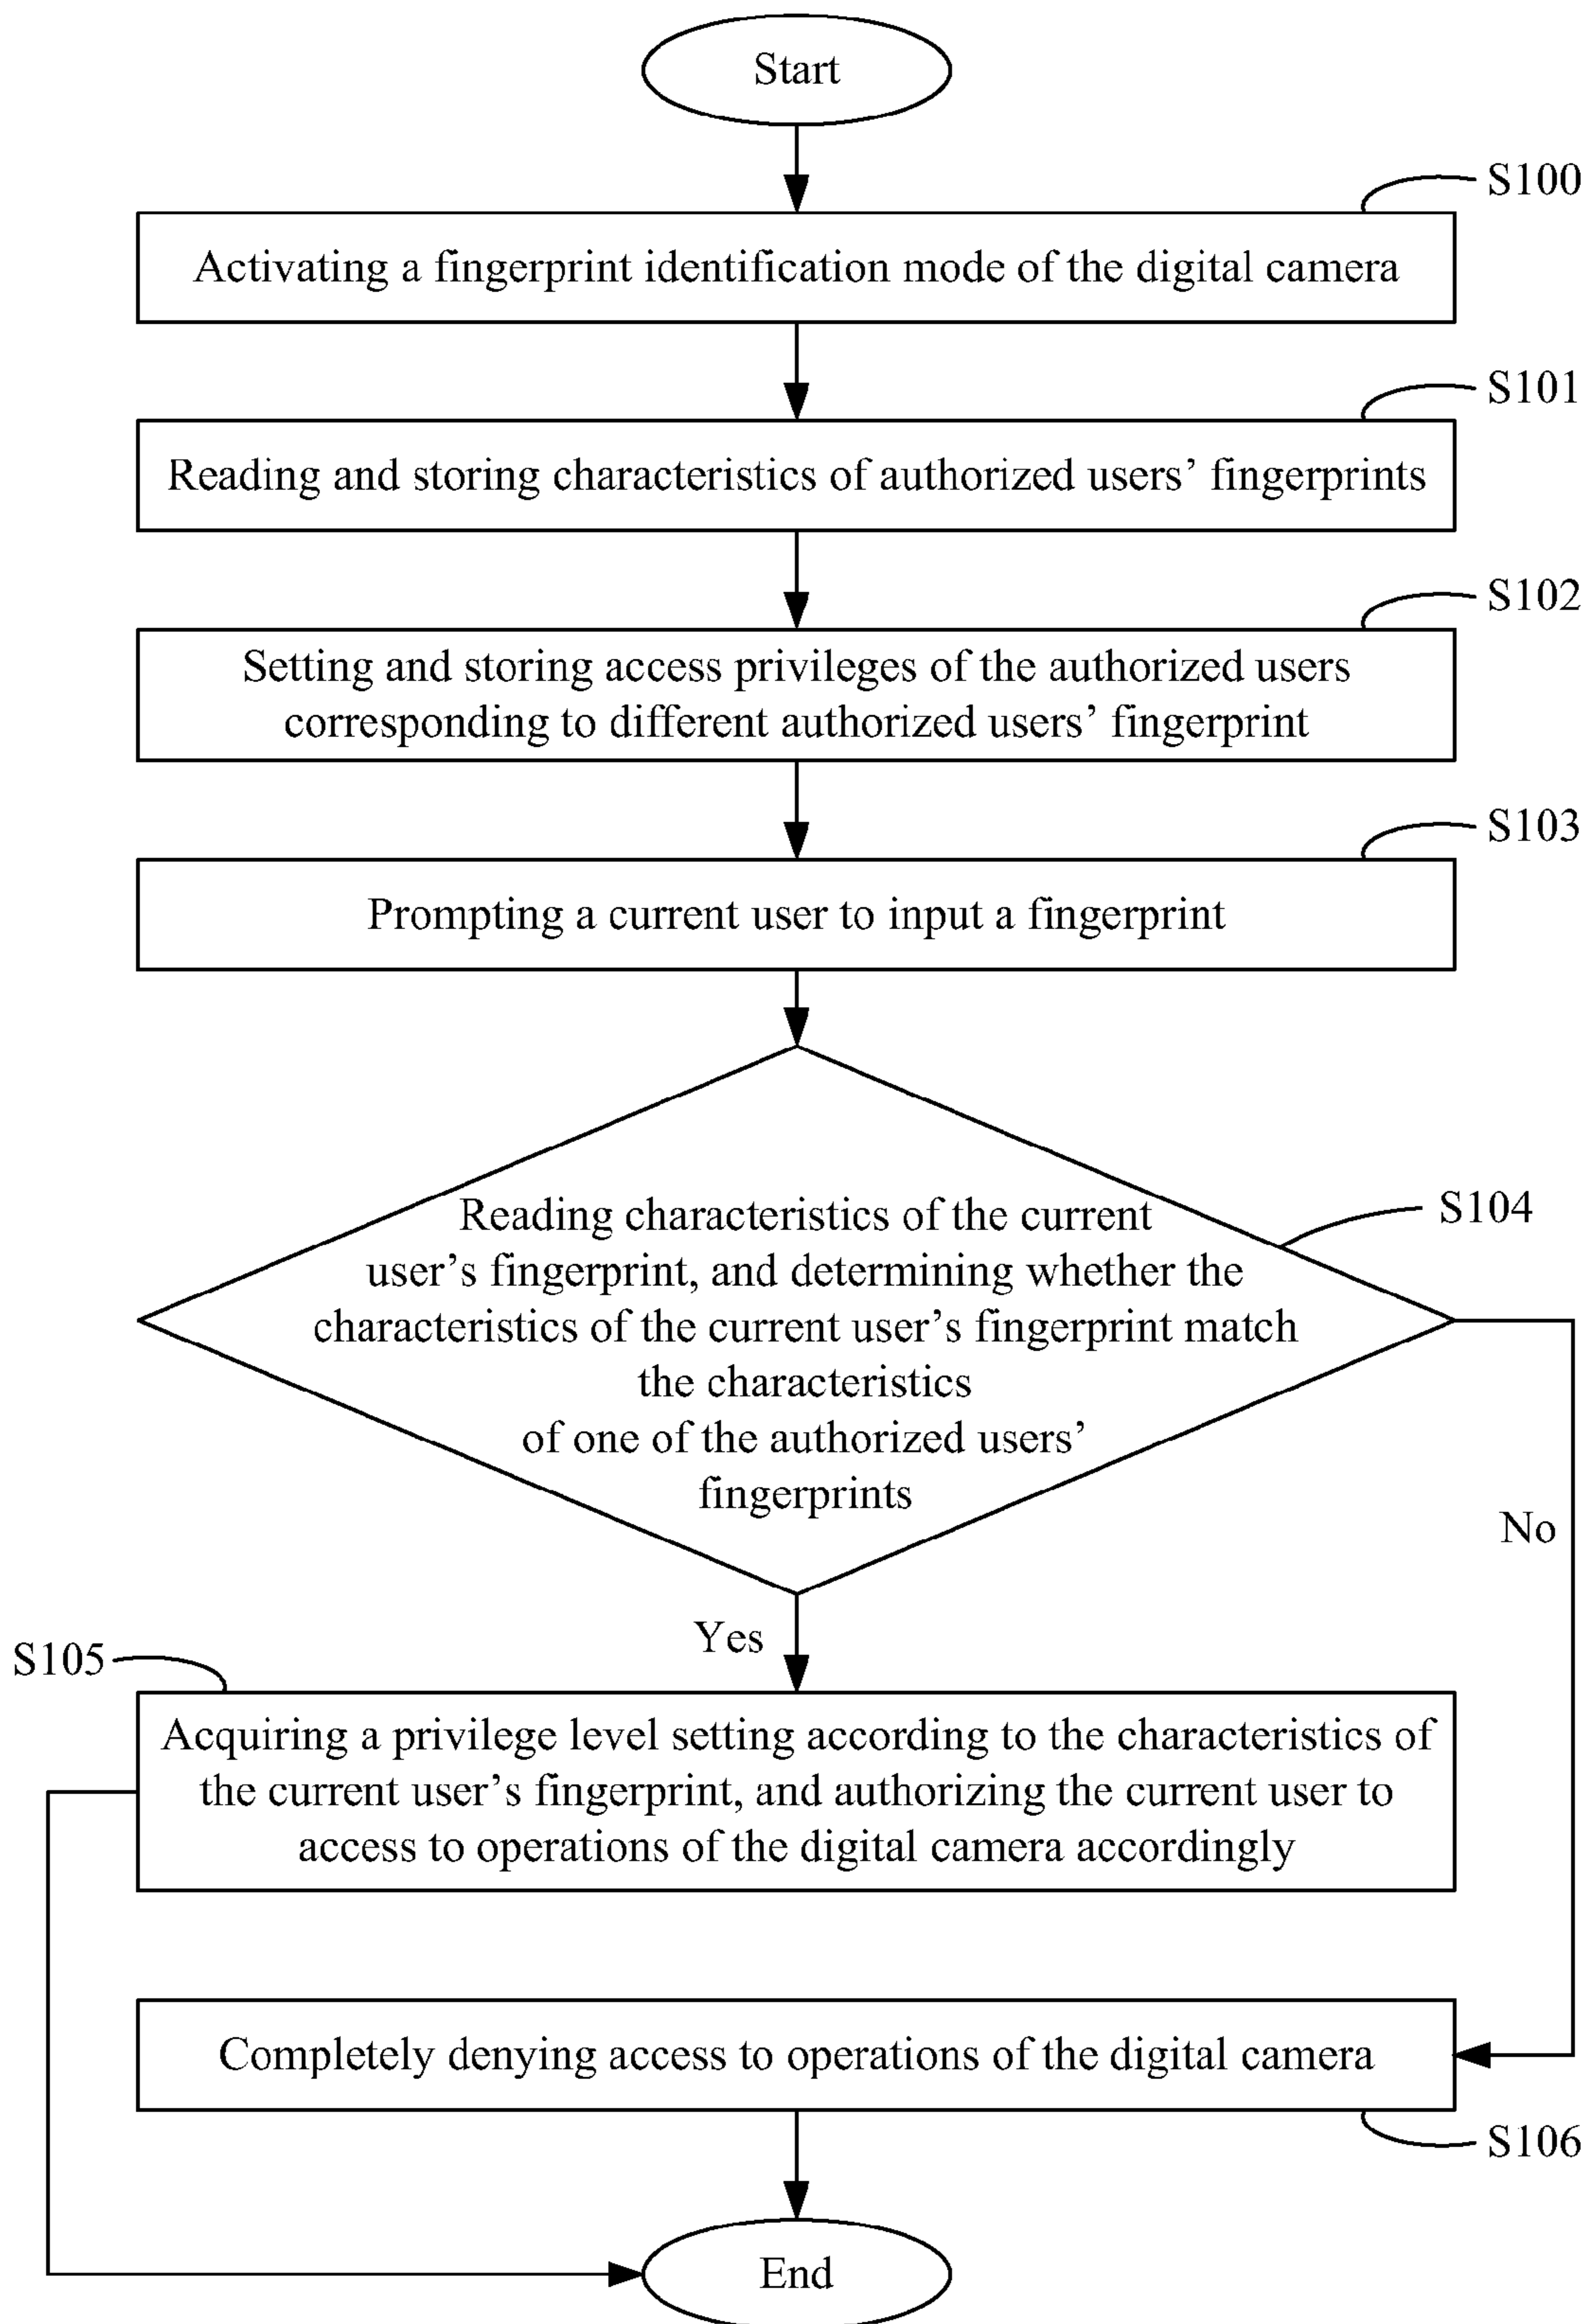 Start
S100
Activating a fingerprint identification mode of the digital camera
S101
Reading and storing characteristics of authorized users’ fingerprints
S102
Setting and storing access privileges of the authorized users
corresponding to different authorized users’ fingerprint
S103
Prompting a current user to input a fingerprint
S104
Reading characteristics of the current
user’s fingerprint, and determining whether the
characteristics of the current user’s fingerprint match
the characteristics
of one of the authorized users’
fingerprints
No
Yes
S105
Acquiring a privilege level setting according to the characteristics of
the current user’s fingerprint, and authorizing the current user to
access to operations of the digital camera accordingly
Completely denying access to operations of the digital camera
S106
End